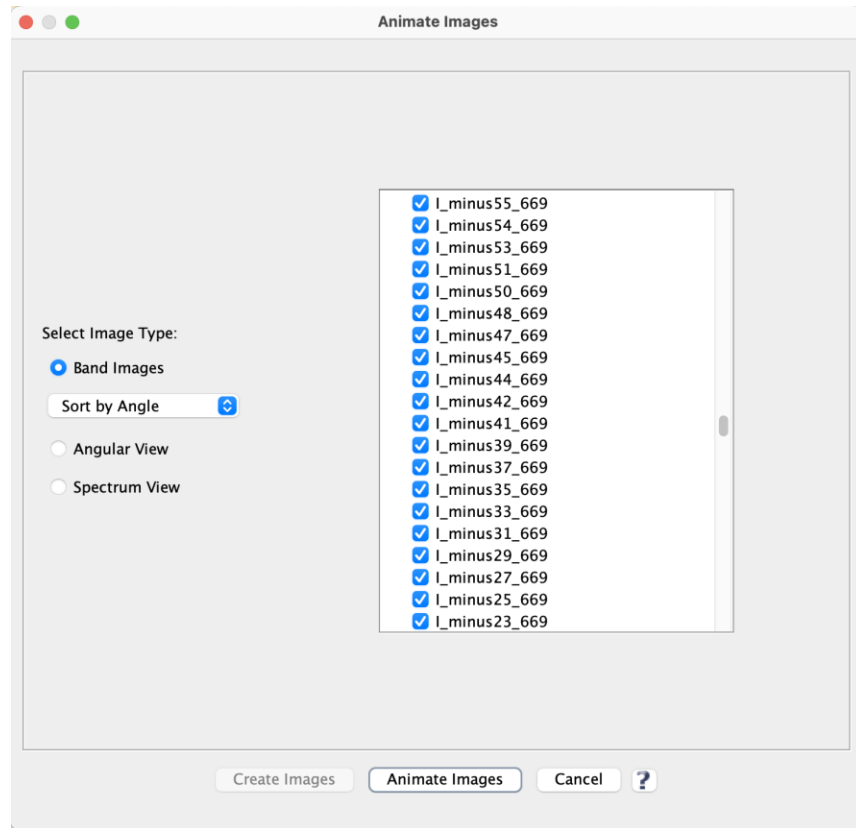 Animate Images
Select Image Type:
Band Images
Sort by Angle
Angular View
Spectrum View
I_minus55_669
I_minus54_669
I_minus53_669
I_minus51_669
I_minus50_669
I_minus48_669
I_minus47_669
I_minus45_669
I_minus44_669
I_minus42_669
I_minus41_669
I_minus39_669
I_minus37_669
I_minus35_669
I_minus33_669
I_minus31_669
I_minus29_669
I_minus27_669
I_minus25_669
I_minus23_669
Create Images Animate Images Cancel ?